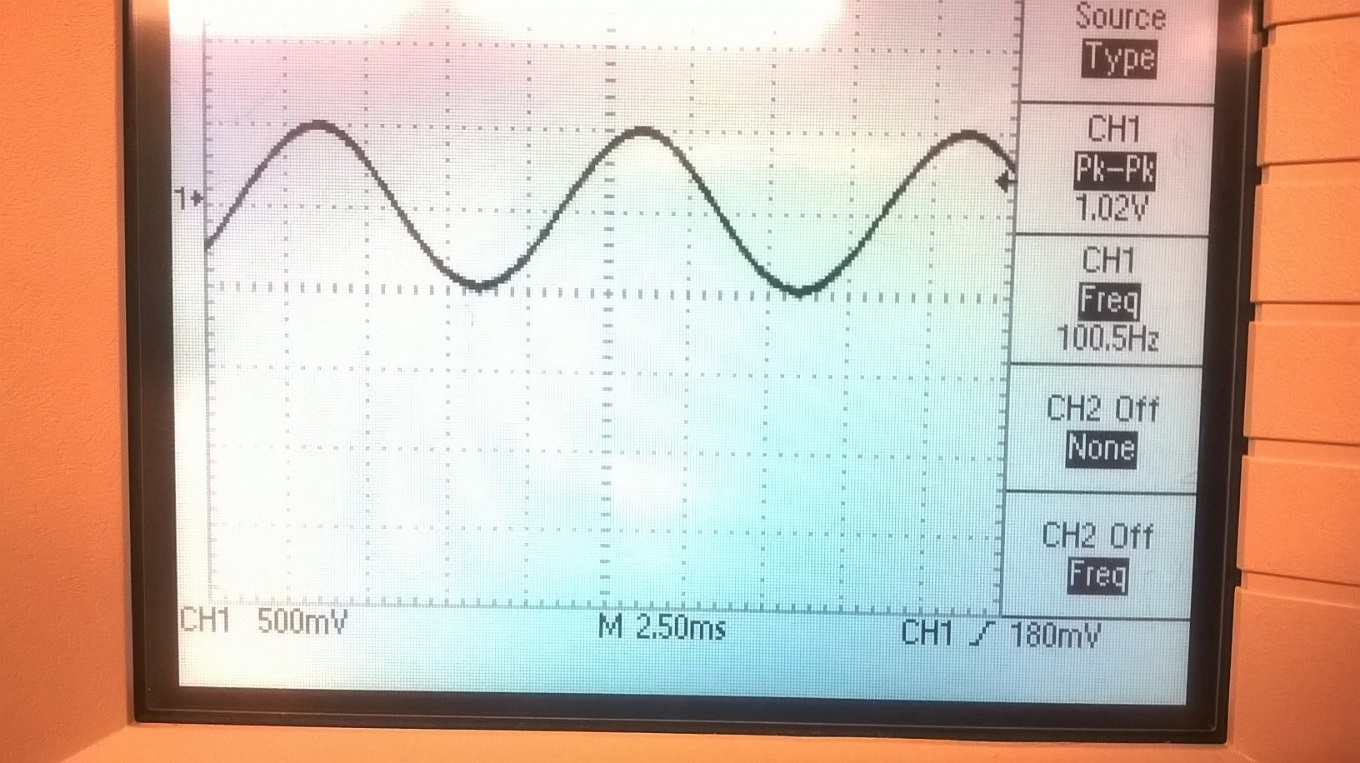 Source
Type
CH1
Pk-Pk
1.02V
1
CH1
Freq
100.5Hz
CH2 Off
None
CH2 Off
Freq
CH1 500mV M 2.50ms CH1 180mV